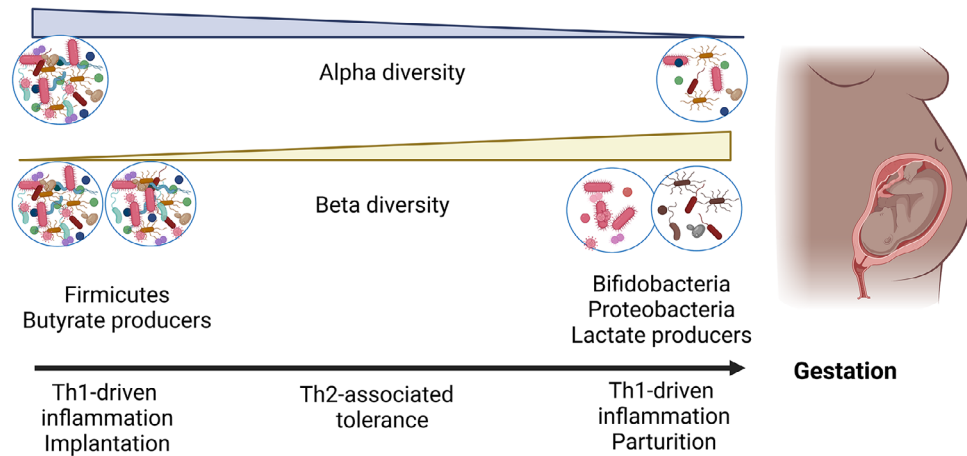 Alpha diversity
Beta diversity
Firmicutes
Butyrate producers
Bifidobacteria
Proteobacteria
Lactate producers
Gestation
Th1-driven
inflammation
Implantation
Th2-associated
tolerance
Th1-driven
inflammation
Parturition